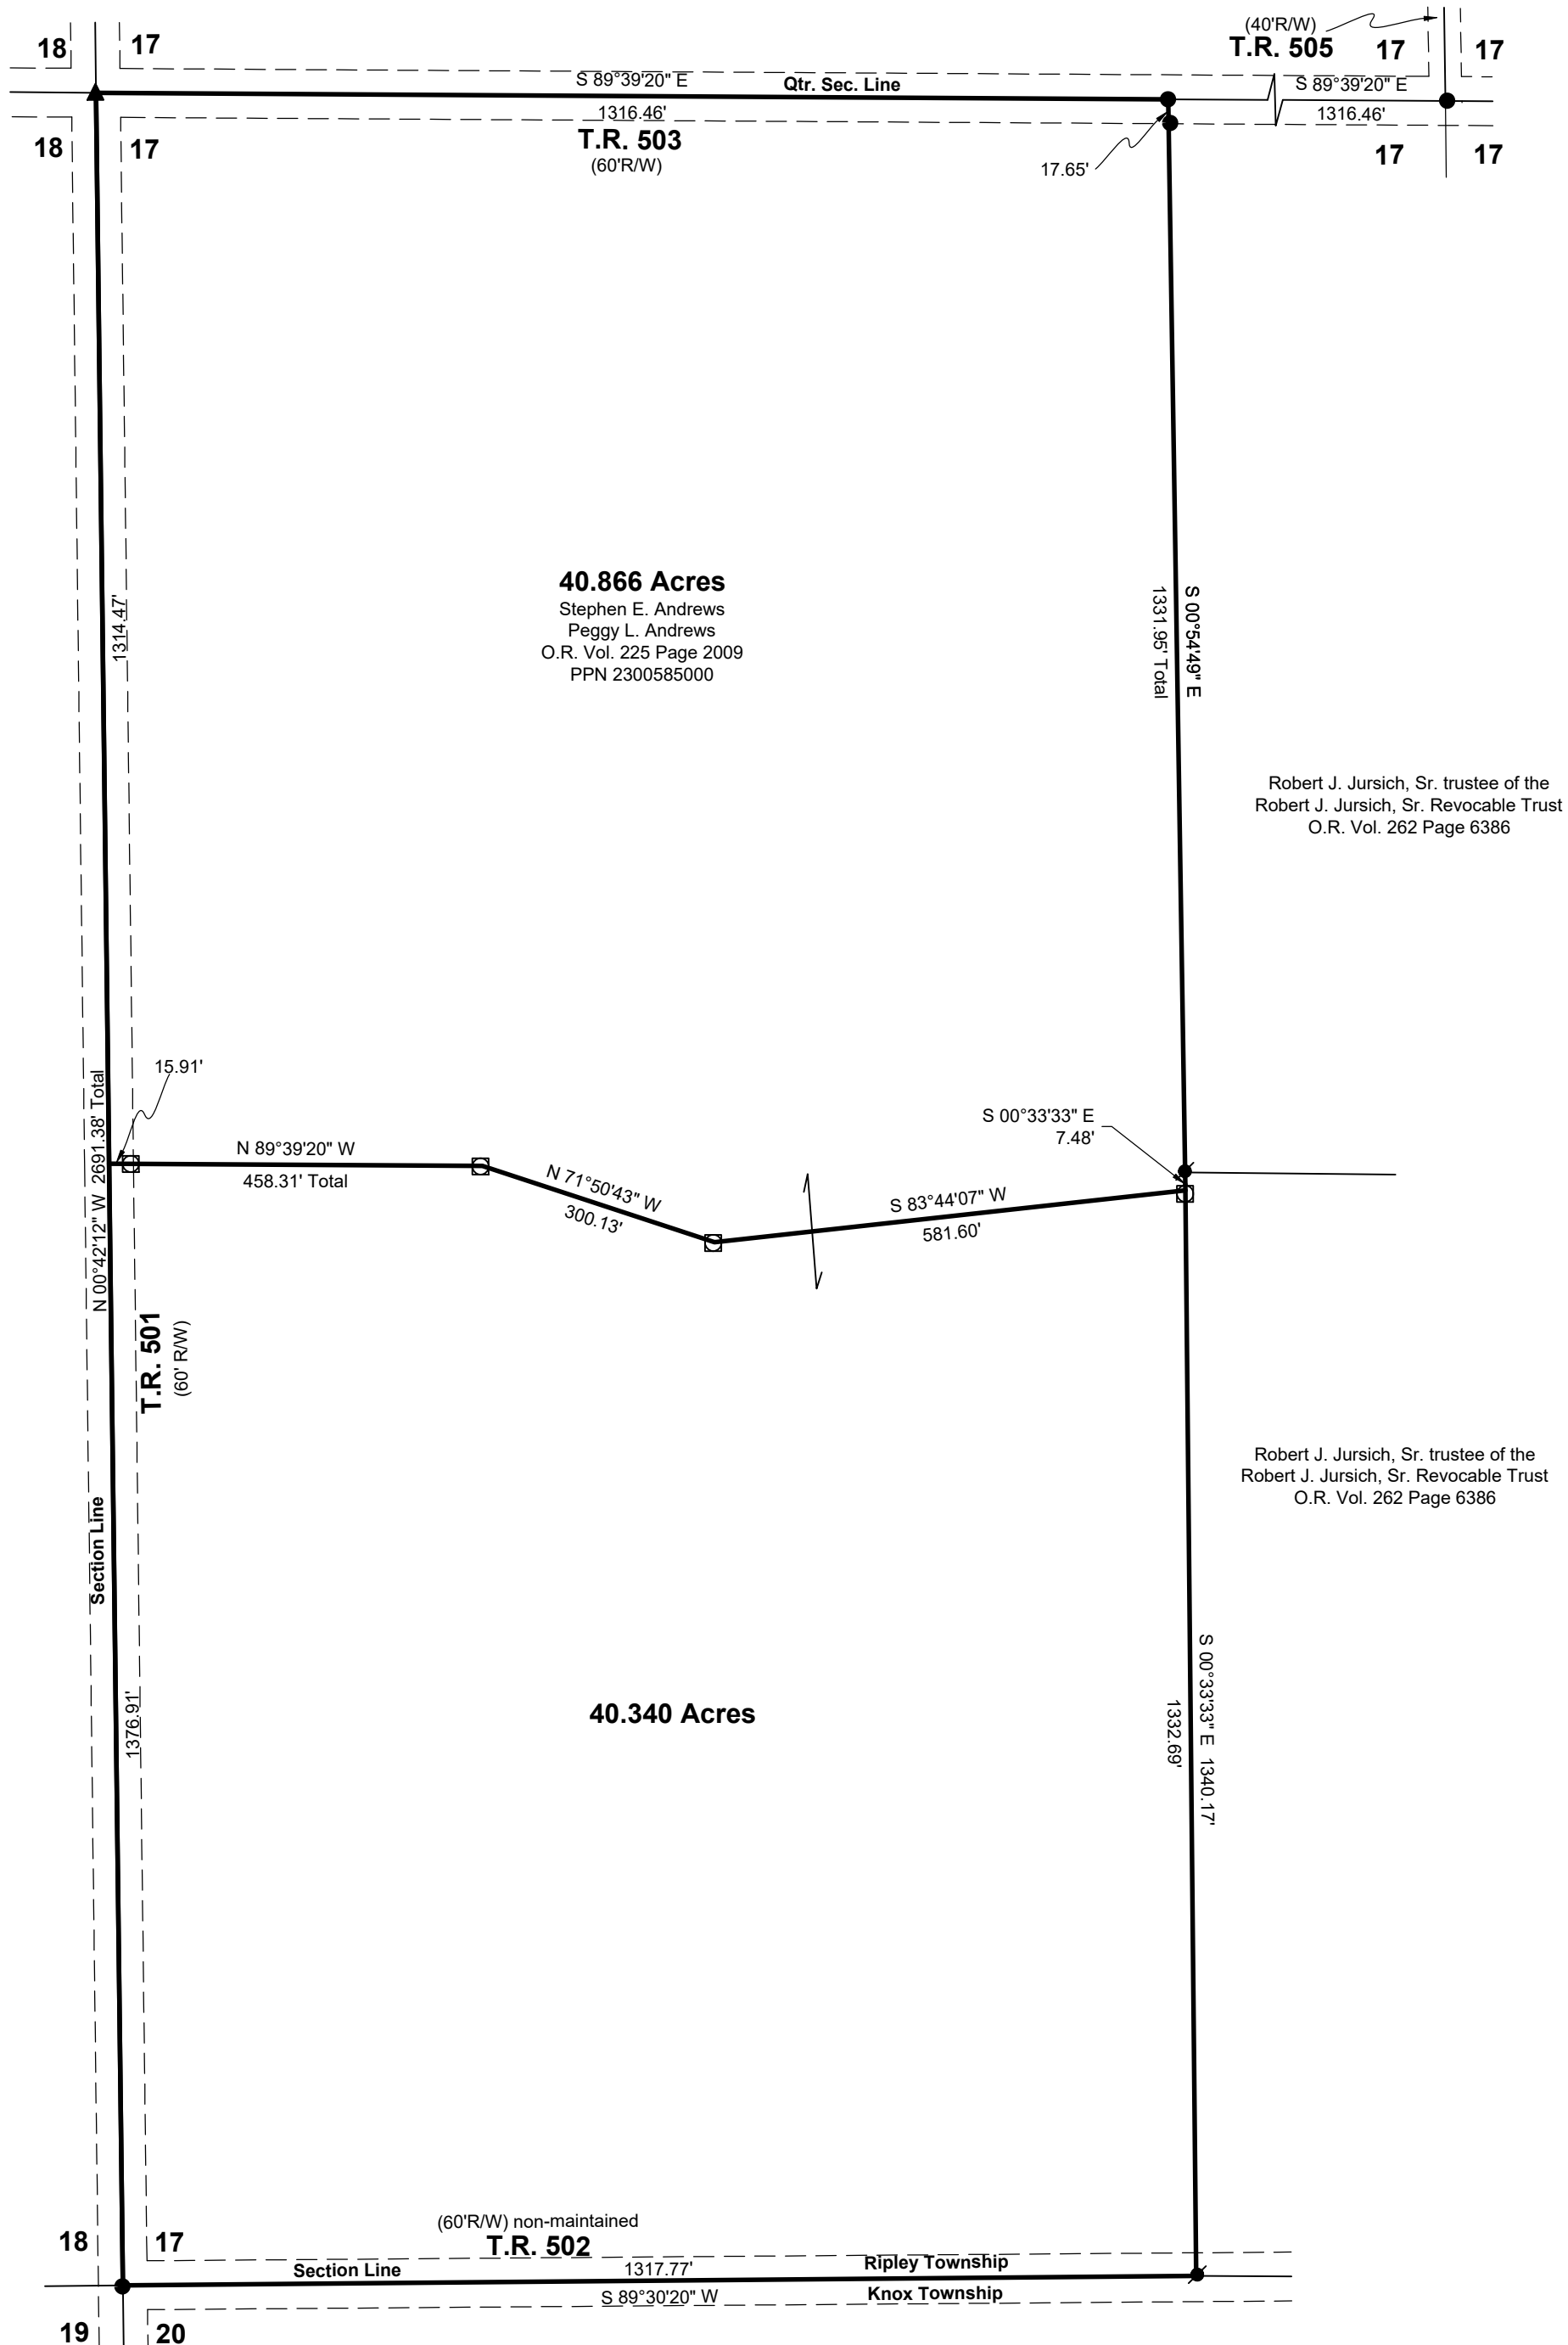 (40'R/W)
T.R. 505
17
17
18
17
S 89°39'20" E
Qtr. Sec. Line
S 89°39'20" E
1316.46'
1316.46'
T.R. 503
(60'R/W)
18
17
17
17
17.65'
1314.47'
40.866 Acres
Stephen E. Andrews
Peggy L. Andrews
O.R. Vol. 225 Page 2009
PPN 2300585000
1331.95' Total
S 00°54'49" E
Robert J. Jursich, Sr. trustee of the
Robert J. Jursich, Sr. Revocable Trust
O.R. Vol. 262 Page 6386
15.91'
N 00°42'12" W 2691.38' Total
N 89°39'20" W
458.31' Total
N 71°50'43" W
300.13'
S 83°44'07" W
581.60'
S 00°33'33" E
7.48'
T.R. 501
(60' R/W)
Robert J. Jursich, Sr. trustee of the
Robert J. Jursich, Sr. Revocable Trust
O.R. Vol. 262 Page 6386
Section Line
1376.91'
40.340 Acres
1332.69'
S 00°33'33" E 1340.17'
18
17
(60'R/W) non-maintained
T.R. 502
Section Line
1317.77'
Ripley Township
S 89°30'20" W
Knox Township
19
20